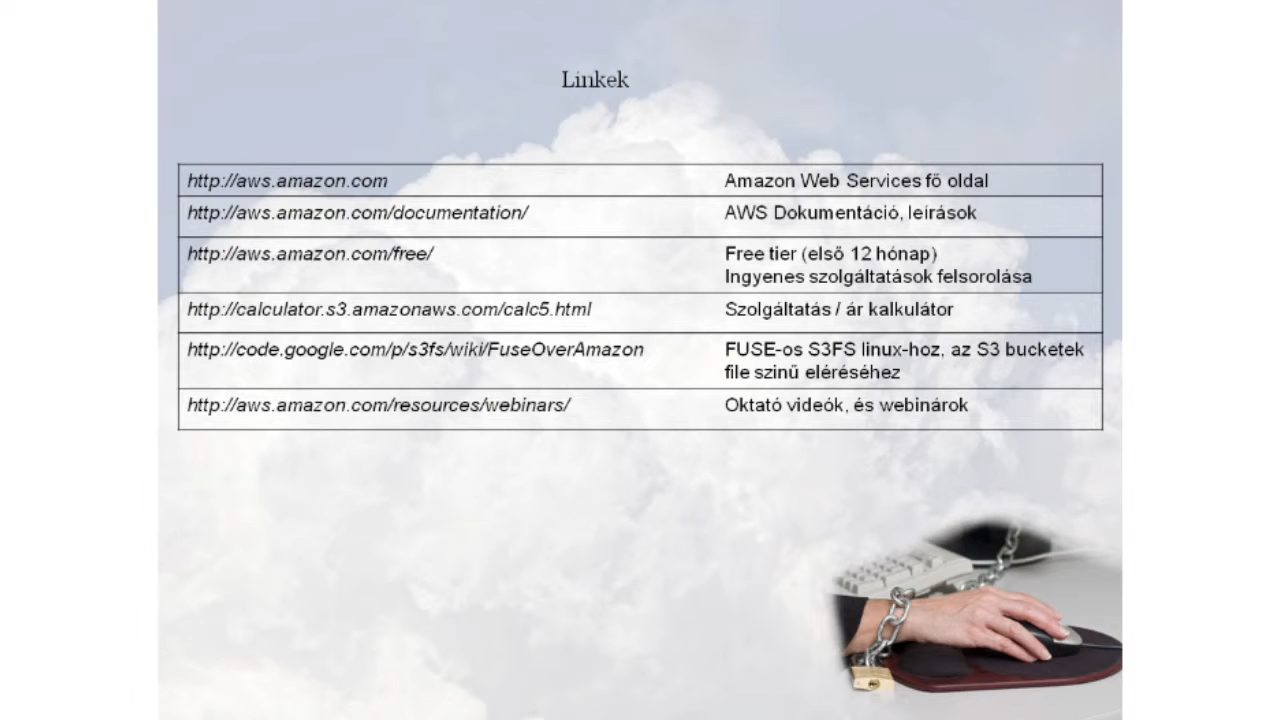 Linkek
http://aws.amazon.com Amazon Web Services fő oldal
http://aws.amazon.com/documentation/ AWS Dokumentáció, leírások
http://aws.amazon.com/free/ Free tier (első 12 hónap)
Ingyenes szolgáltatások felsorolása
http://calculator.s3.amazonaws.com/calc5.html Szolgáltatás / ár kalkulátor
http://code.google.com/p/s3fs/wiki/FuseOverAmazon FUSE-os S3FS linux-hoz, az S3 bucketek
file szinű eléréséhez
http://aws.amazon.com/resources/webinars/ Oktató videók, és webinárok